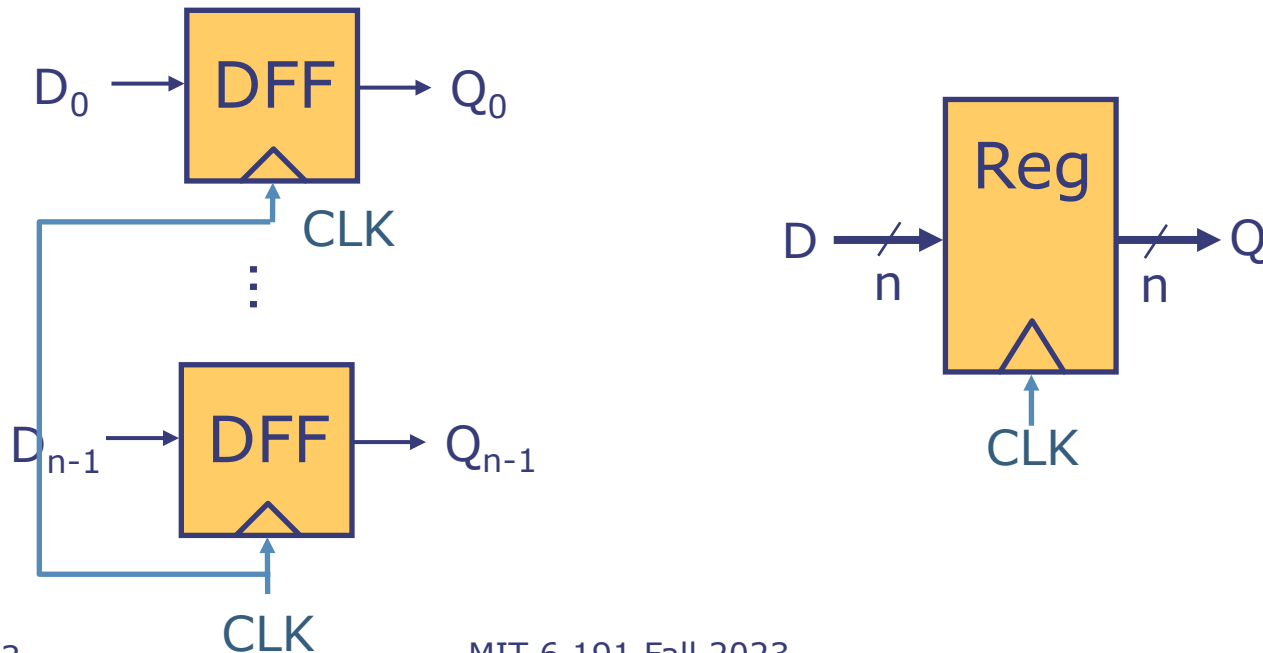 D0
DFF
Q0
CLK
⋮
Dn-1
DFF
Qn-1
CLK
Reg
D
n
Q
n
CLK
MIT 6.191 Fall 2023